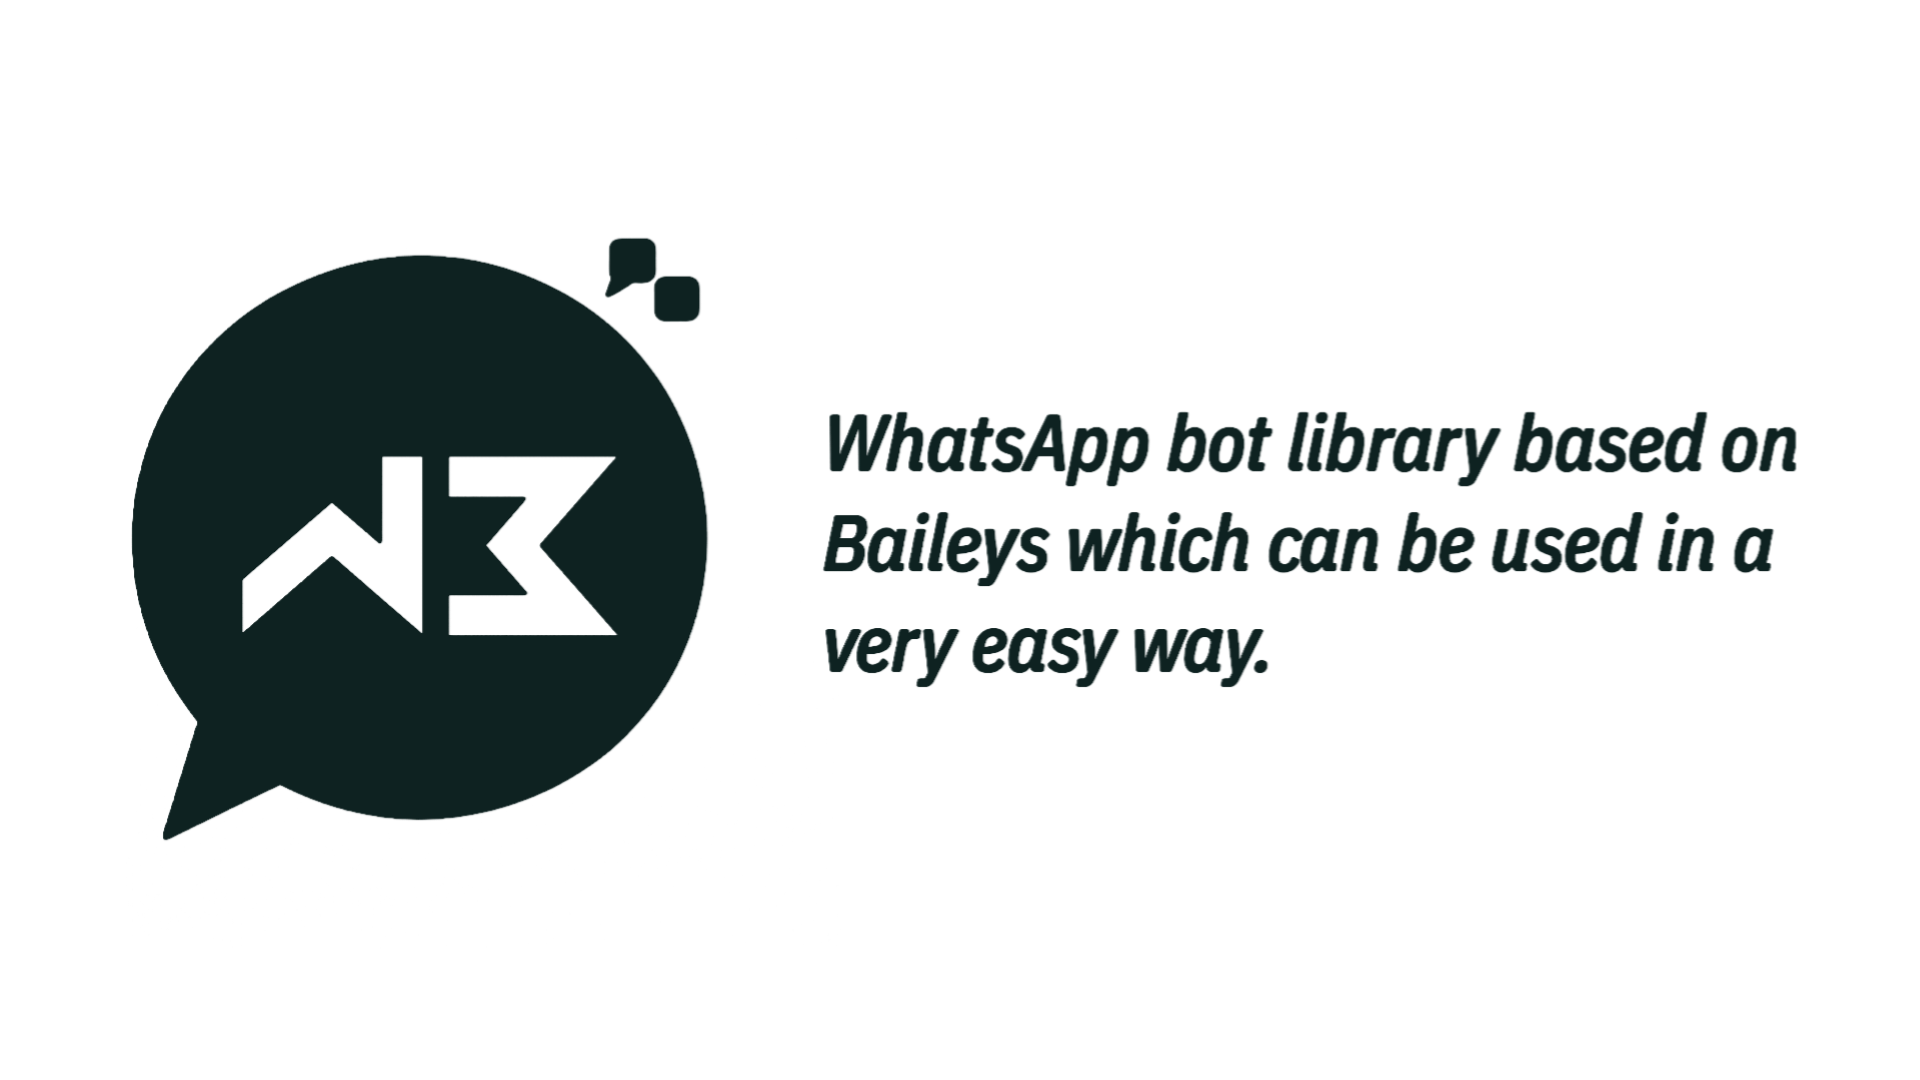 WhatsApp bot library based on
Baileys which can be used in a
very easy way.